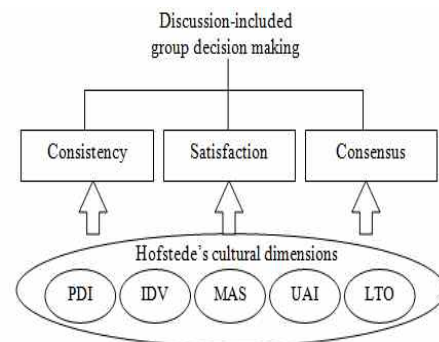 Discussion-included
group decision making
Consistency
Satisfaction
Consensus
Hofstede's cultural dimensions
PDI
IDV
MAS
UAI
LTO